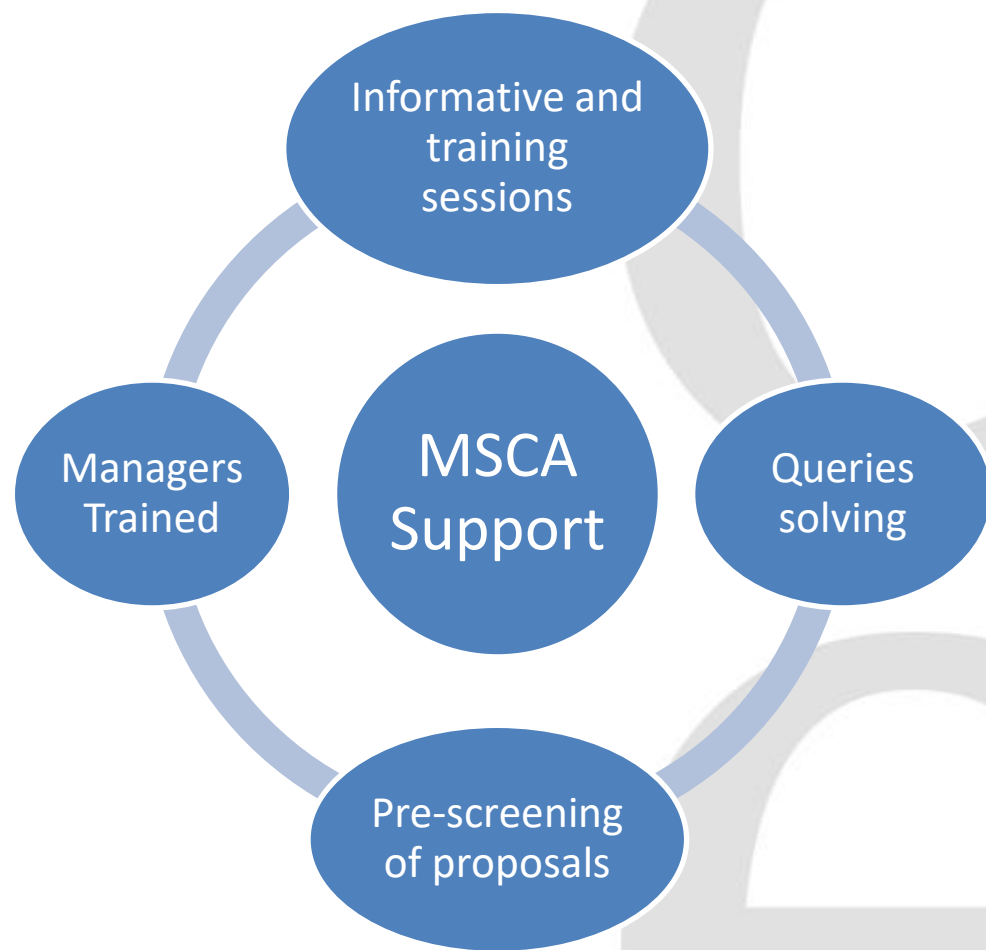 Informative and
training
sessions
Managers
Trained
MSCA
Support
Queries
solving
Pre-screening
of proposals